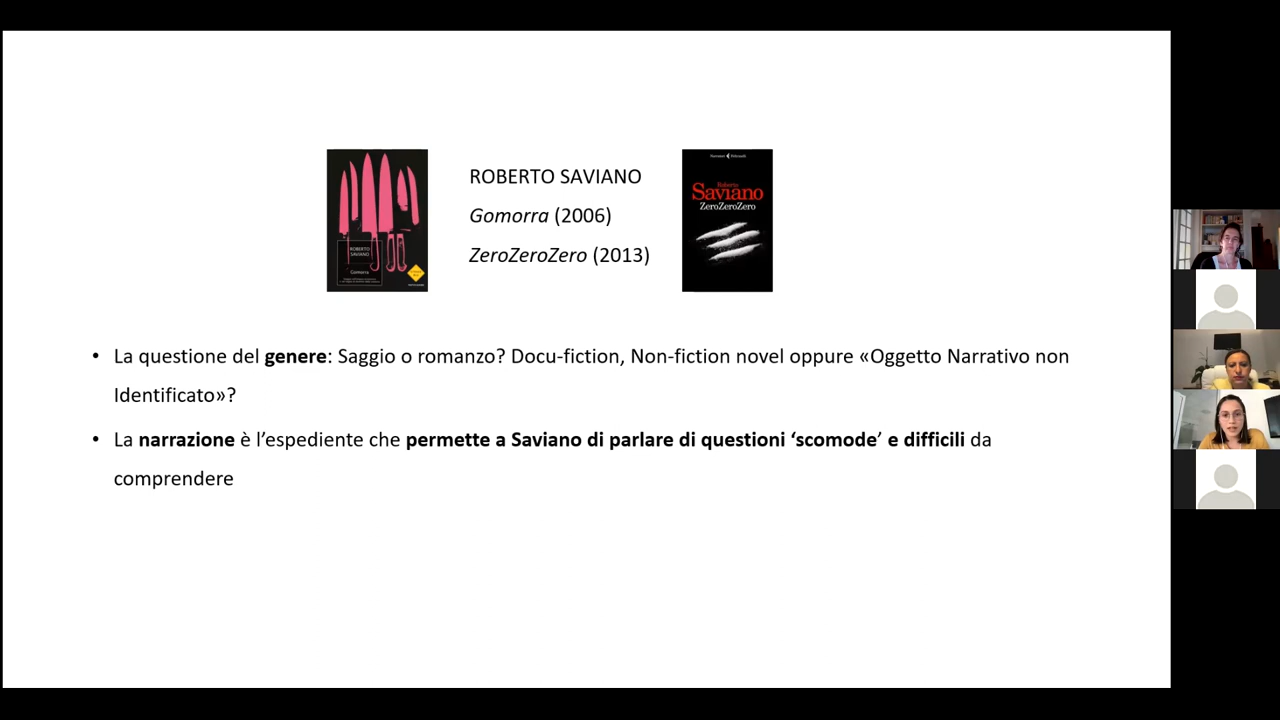 ROBERTO SAVIANO
Gomorra (2006)
ZeroZeroZero (2013)
ROBERTO
SAVIANO
Gomorra
Roberto
Saviano
ZeroZeroZero
• La questione del genere: Saggio o romanzo? Docu-fiction, Non-fiction novel oppure «Oggetto Narrativo non
Identificato»?
• La narrazione è l’espediente che permette a Saviano di parlare di questioni ‘scomode’ e difficili da
comprendere